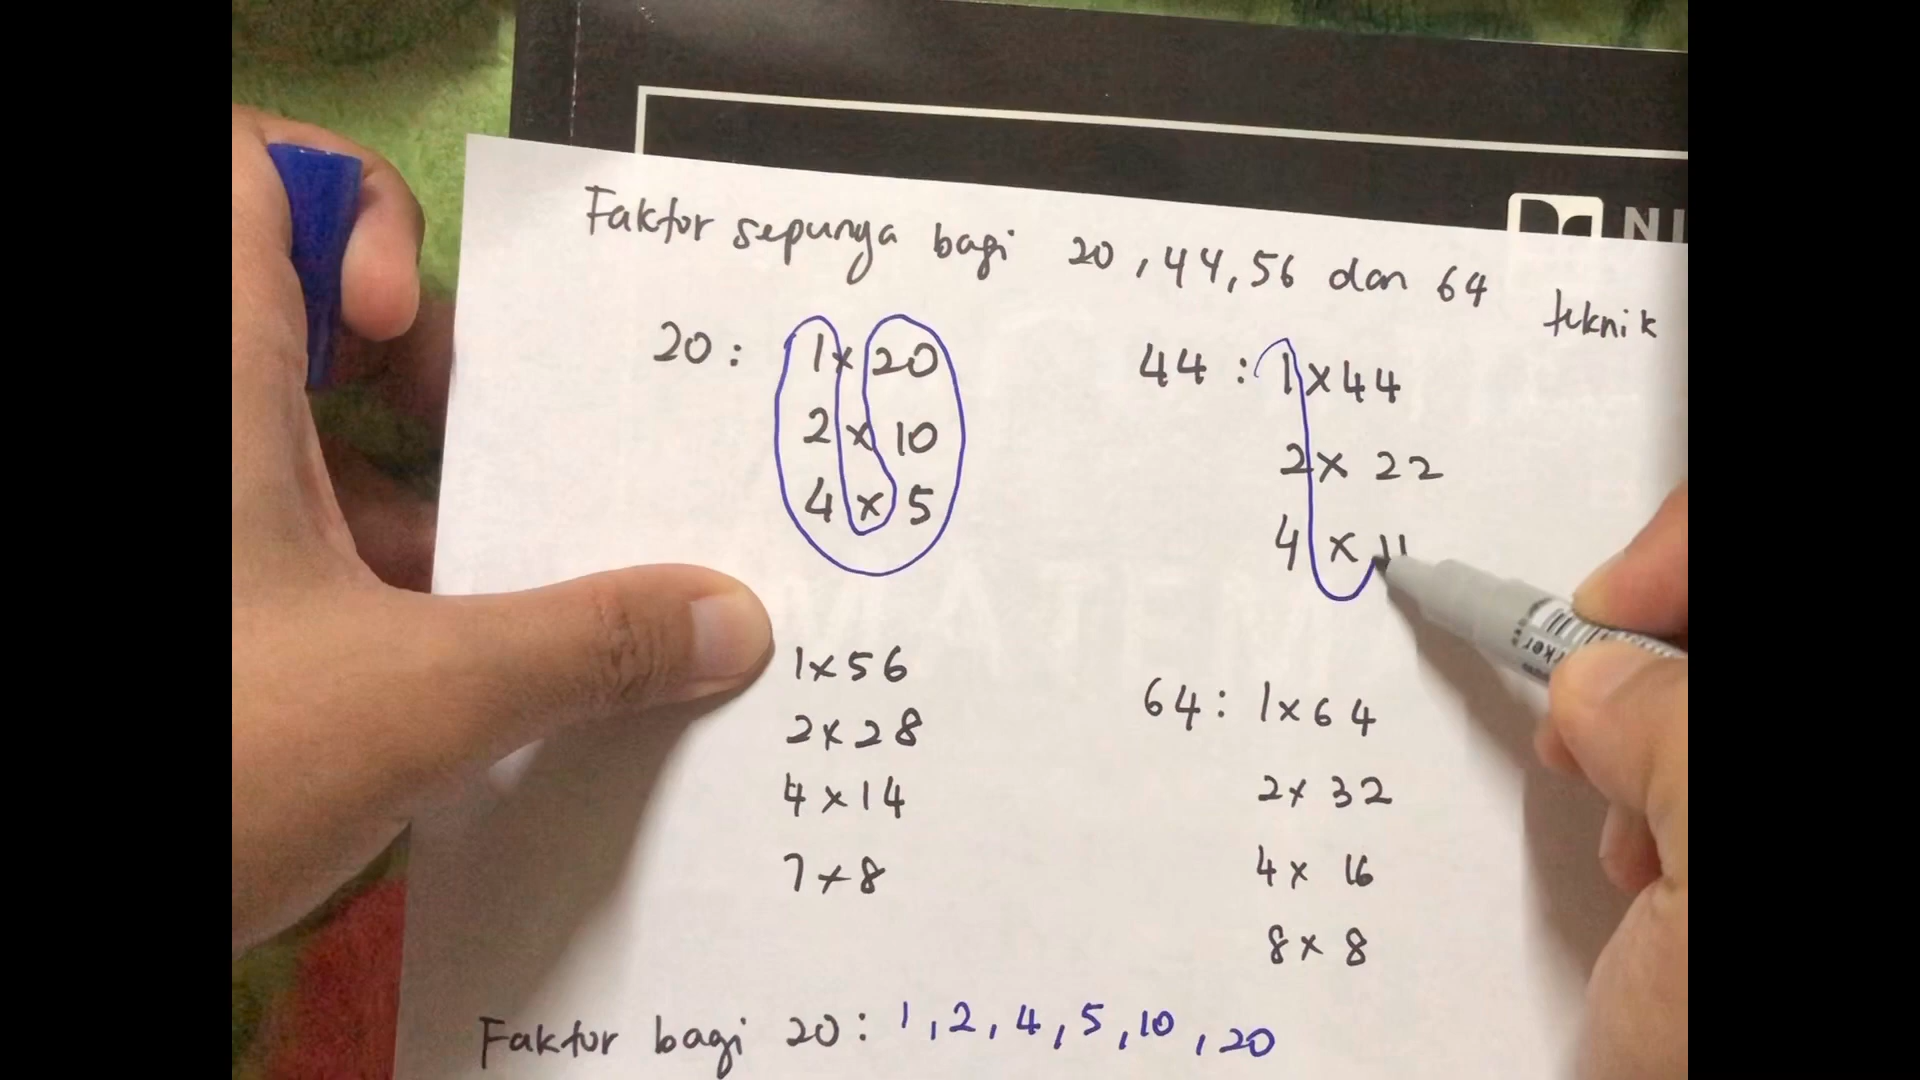 NI
Faktor sepunya bagi 20, 44, 56 dan 64
teknik
20 : 1 x 20
2 x 10
4 x 5
44 : 1 x 44
2 x 22
4 x 11
1 x 56
2 x 28
4 x 14
7 x 8
64 : 1 x 64
2 x 32
4 x 16
8 x 8
Faktor bagi 20 : 1, 2, 4, 5, 10, 20